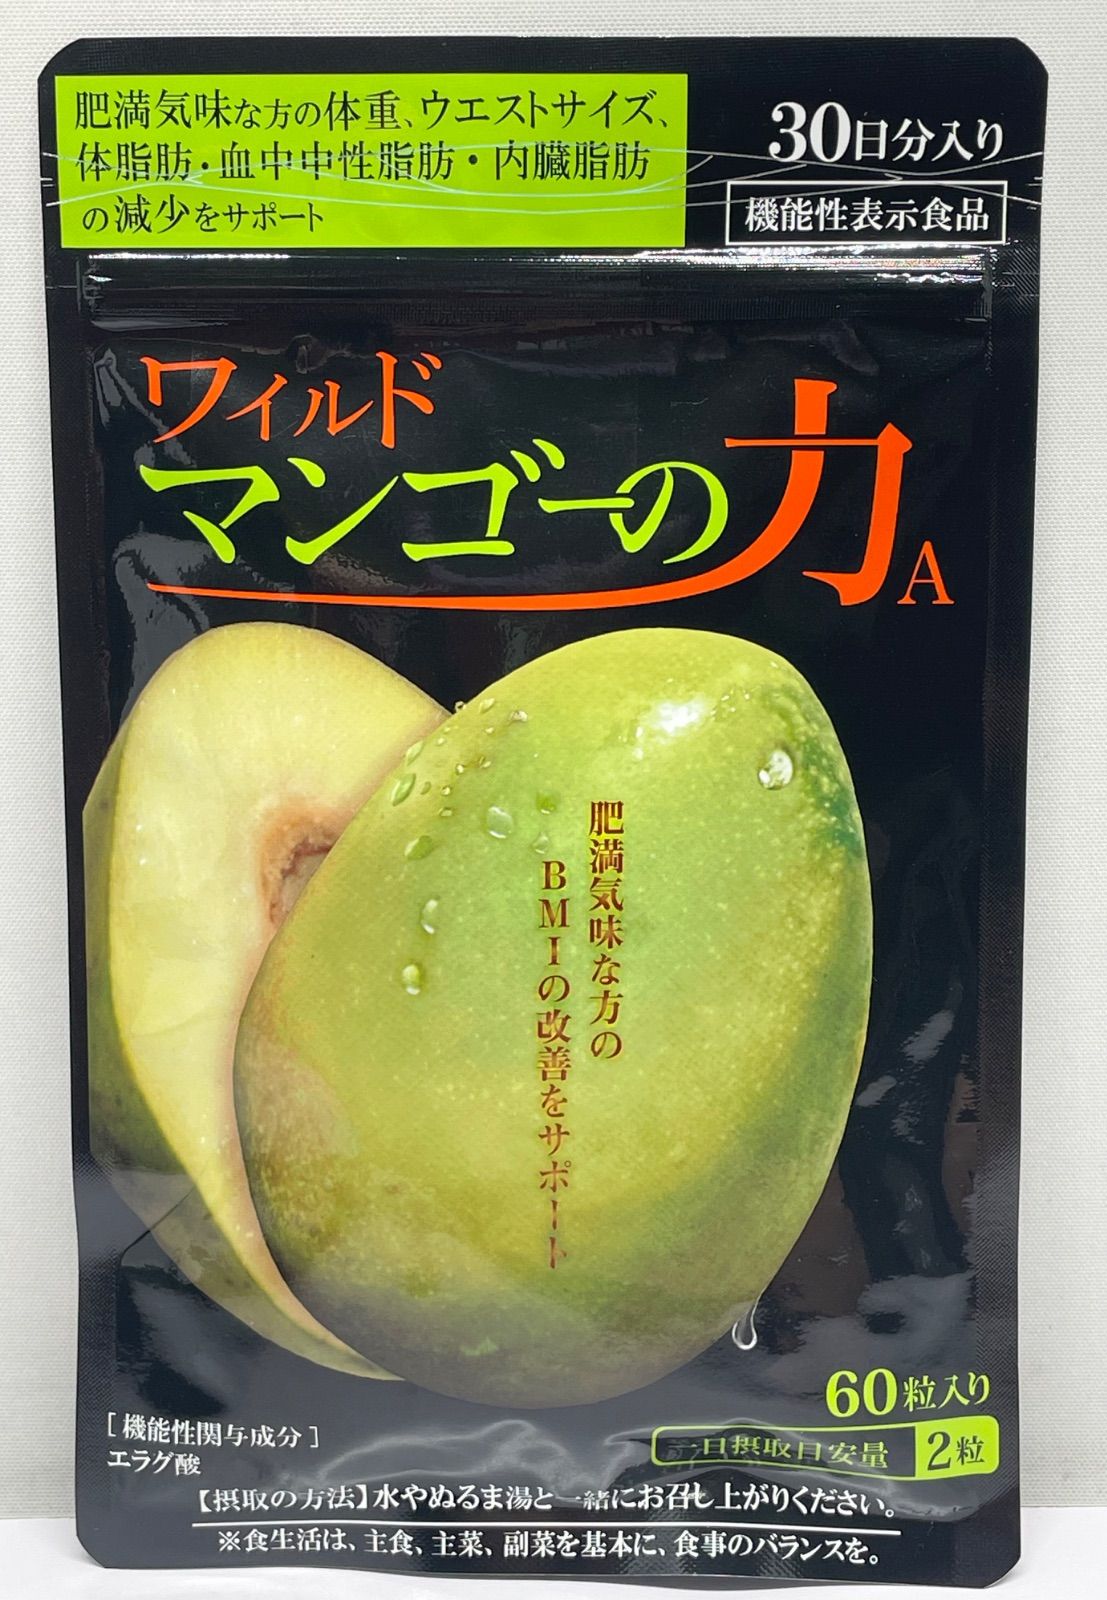 肥満気味な方の体重、ウエストサイズ、
体脂肪・血中中性脂肪・内臓脂肪
の減少をサポート
30日分入り
機能性表示食品
ワイルド
マンゴーの力A
肥満気味な方の
BMIの改善をサポート
60粒入り
一日摂取目安量 2粒
[機能性関与成分]
エラグ酸
【摂取の方法】水やぬるま湯と一緒にお召し上がりください。
※食生活は、主食、主菜、副菜を基本に、食事のバランスを。